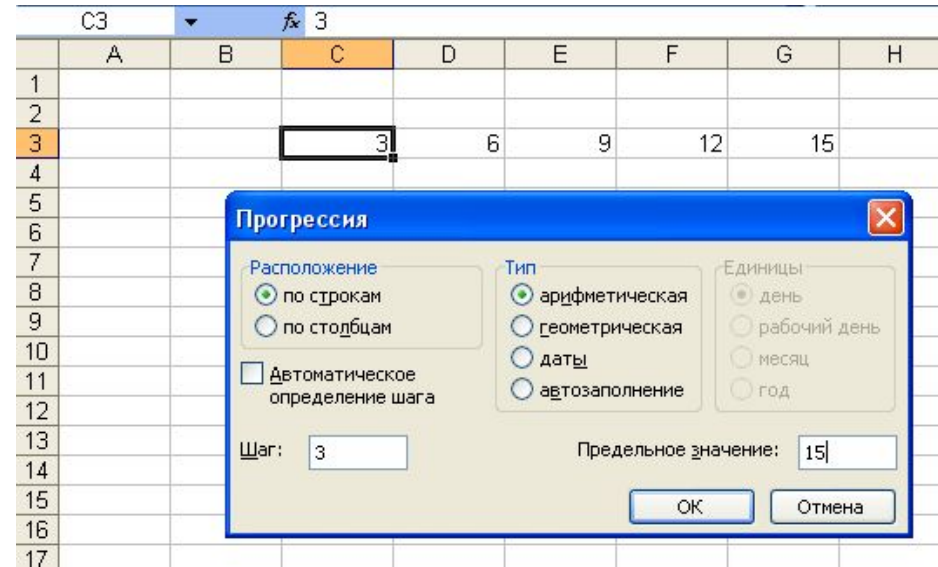 C3 fx 3
A B C D E F G H
1
2
3 3 6 9 12 15
4
5
6
7
8
9
10
11
12
13
14
15
16
17
Прогрессия
Расположение Тип Единицы
по строкам арифметическая день
по столбцам геометрическая рабочий день
даты месяц
Автоматическое
определение шага автозаполнение год
Шаг: 3 Предельное значение: 15
ОК Отмена